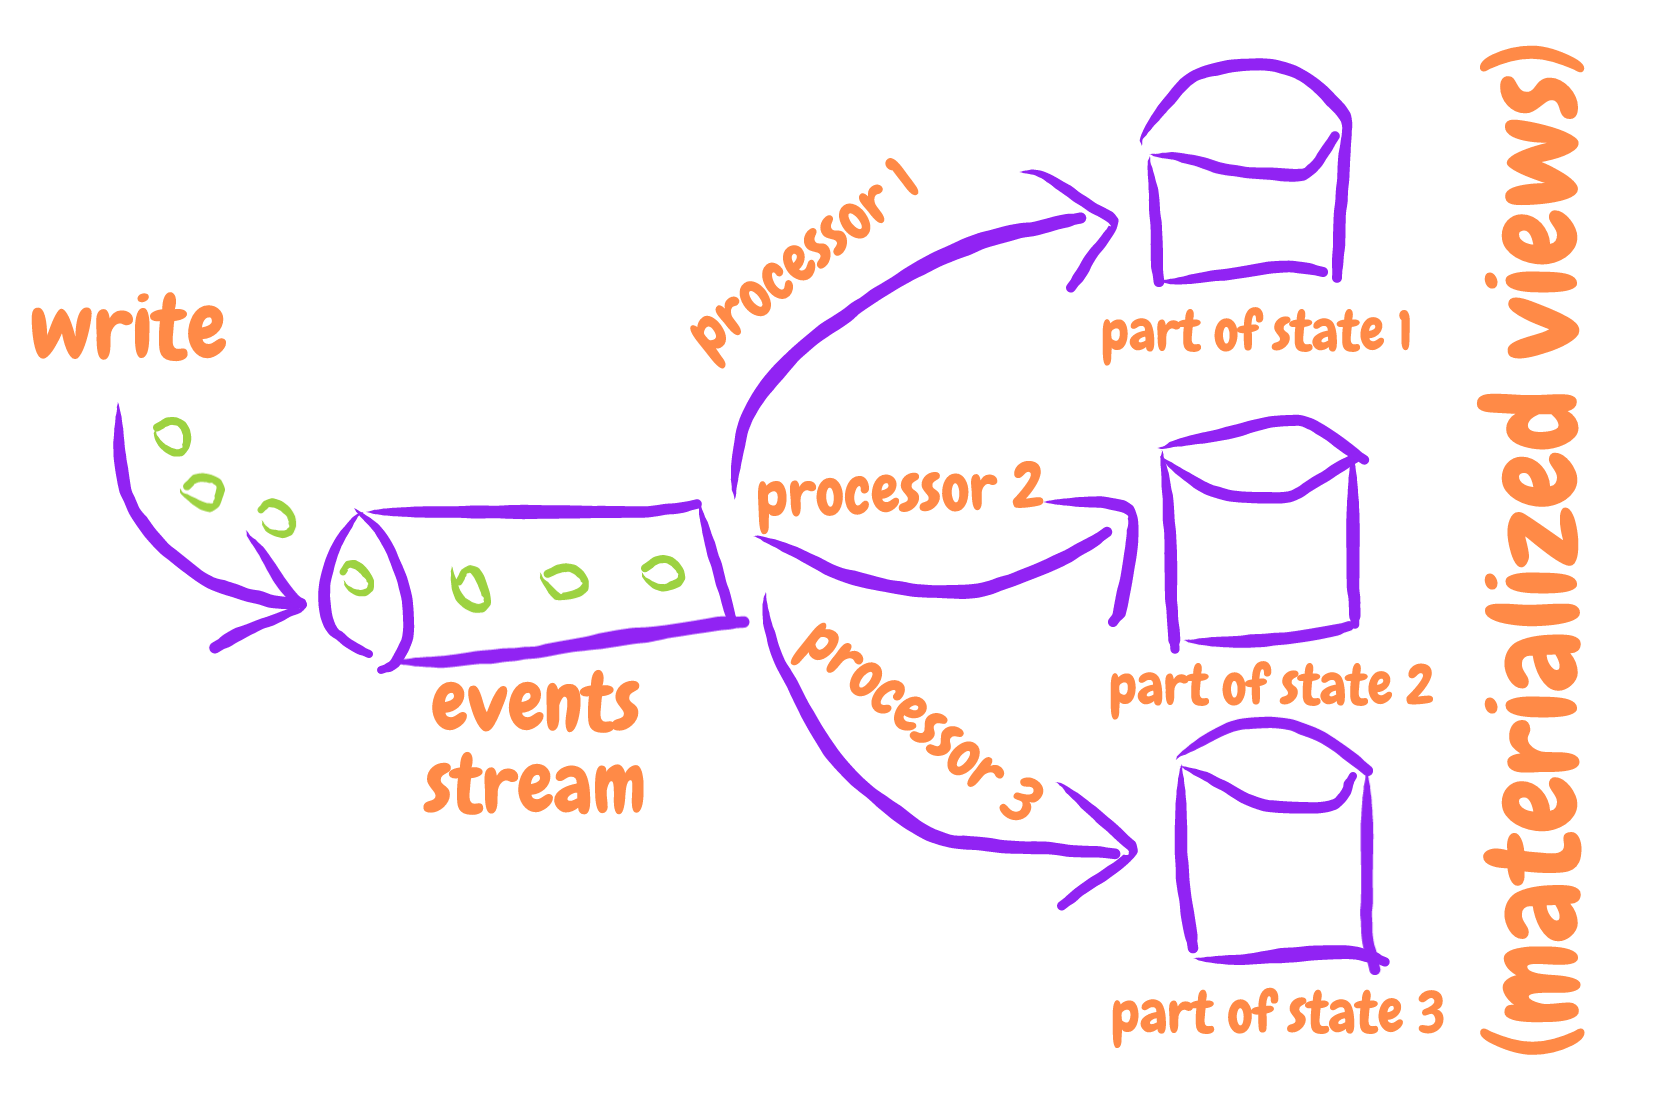 write
events
stream
processor 1
processor 2
processor 3
part of state 1
part of state 2
part of state 3
(materialized views)